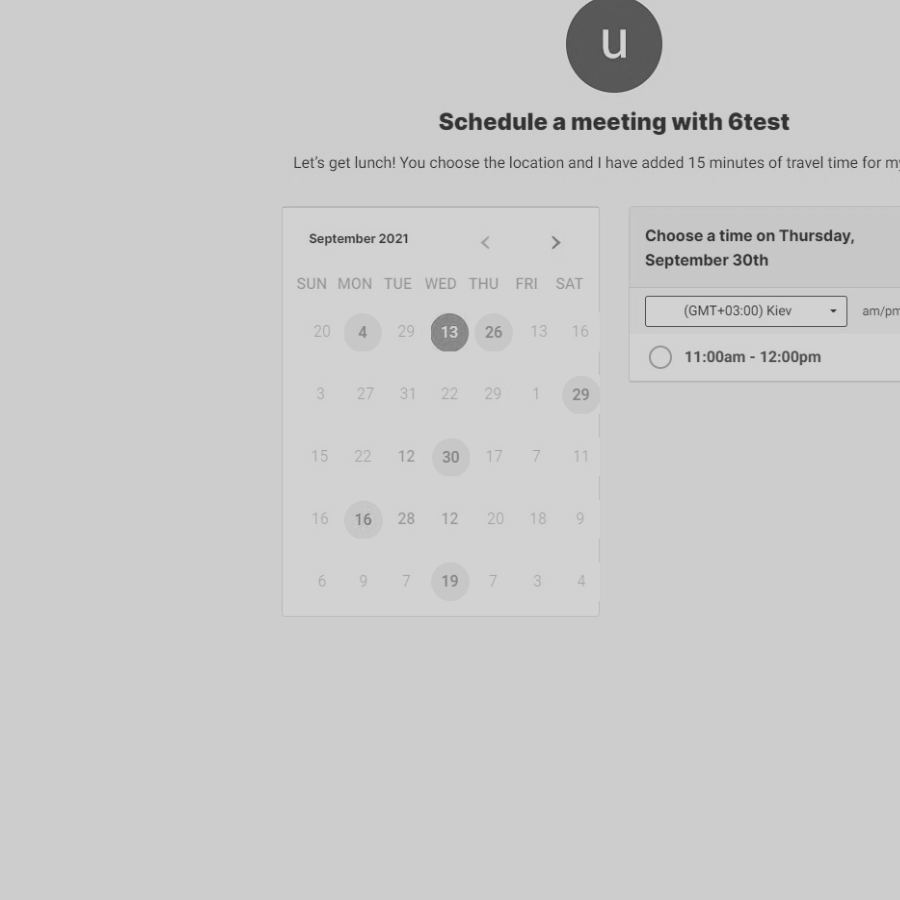 u
Schedule a meeting with 6test
Let's get lunch! You choose the location and I have added 15 minutes of travel time for
September 2021
SUN MON TUE WED THU FRI SAT
20 4 29 13 26 13 16
3 27 31 22 29 1 29
15 22 12 30 17 7 11
16 16 28 12 20 18 9
6 9 7 19 7 3 4
Choose a time on Thursday,
September 30th
(GMT+03:00) Kiev am/pm
11:00am - 12:00pm